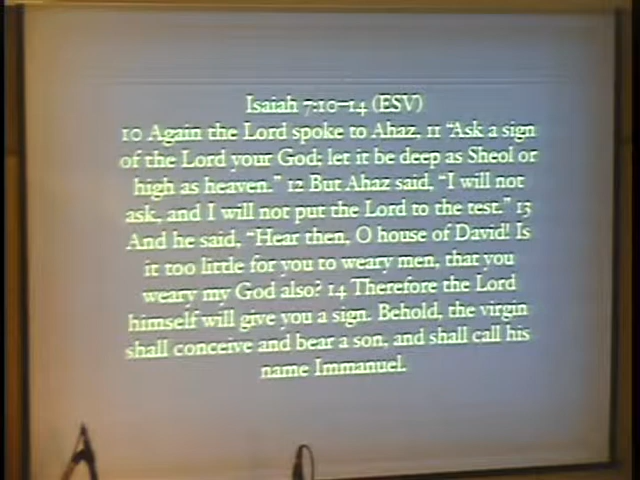 Isaiah 7:10–14 (ESV)
10 Again the Lord spoke to Ahaz, 11 “Ask a sign
of the Lord your God; let it be deep as Sheol or
high as heaven.” 12 But Ahaz said, “I will not
ask, and I will not put the Lord to the test.” 13
And he said, “Hear then, O house of David! Is
it too little for you to weary men, that you
weary my God also? 14 Therefore the Lord
himself will give you a sign. Behold, the virgin
shall conceive and bear a son, and shall call his
name Immanuel.